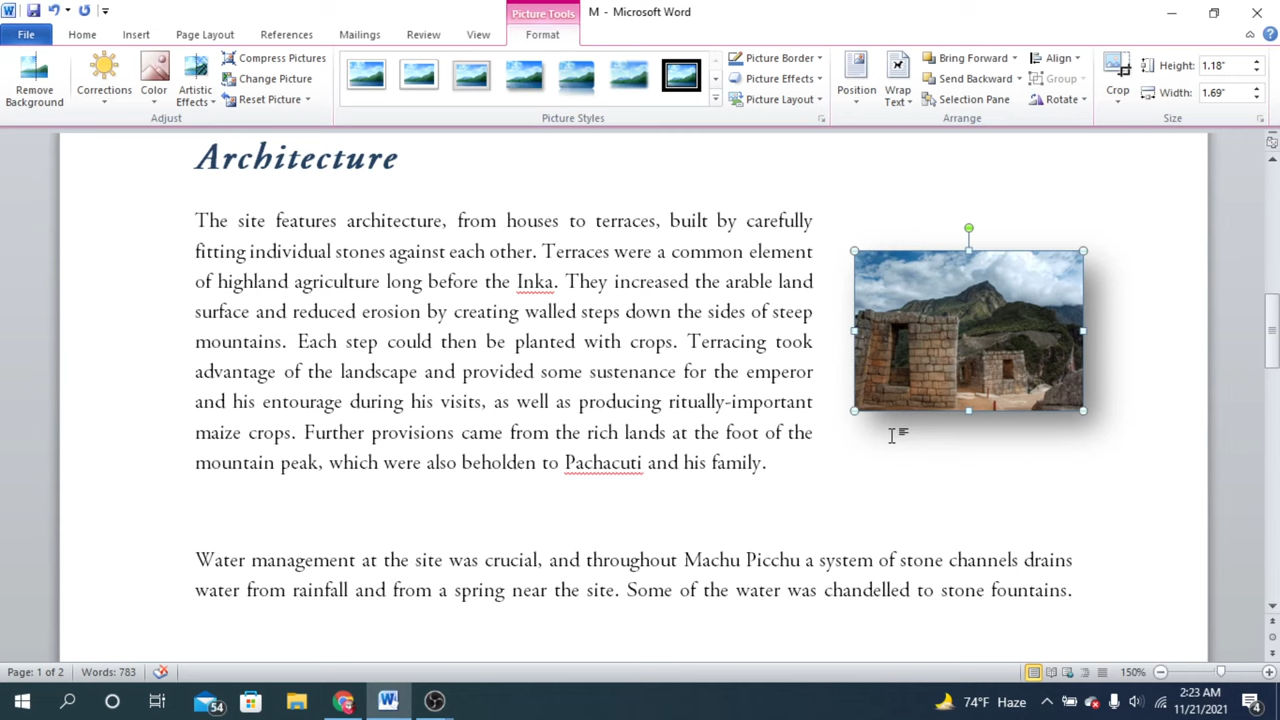 Picture Tools
M - Microsoft Word
File Home Insert Page Layout References Mailings Review View Format
Remove Background
Corrections
Color
Artistic Effects
Compress Pictures
Change Picture
Reset Picture
Adjust
Picture Styles
Picture Border
Picture Effects
Picture Layout
Position
Wrap Text
Bring Forward
Send Backward
Selection Pane
Align
Group
Rotate
Arrange
Crop
Height: 1.18"
Width: 1.69"
Size
Architecture
The site features architecture, from houses to terraces, built by carefully
fitting individual stones against each other. Terraces were a common element
of highland agriculture long before the Inka. They increased the arable land
surface and reduced erosion by creating walled steps down the sides of steep
mountains. Each step could then be planted with crops. Terracing took
advantage of the landscape and provided some sustenance for the emperor
and his entourage during his visits, as well as producing ritually-important
maize crops. Further provisions came from the rich lands at the foot of the
mountain peak, which were also beholden to Pachacuti and his family.
Water management at the site was crucial, and throughout Machu Picchu a system of stone channels drains
water from rainfall and from a spring near the site. Some of the water was chandelled to stone fountains.
Page: 1 of 2 Words: 783 150%
54 74°F Haze 2:23 AM
11/21/2021 4